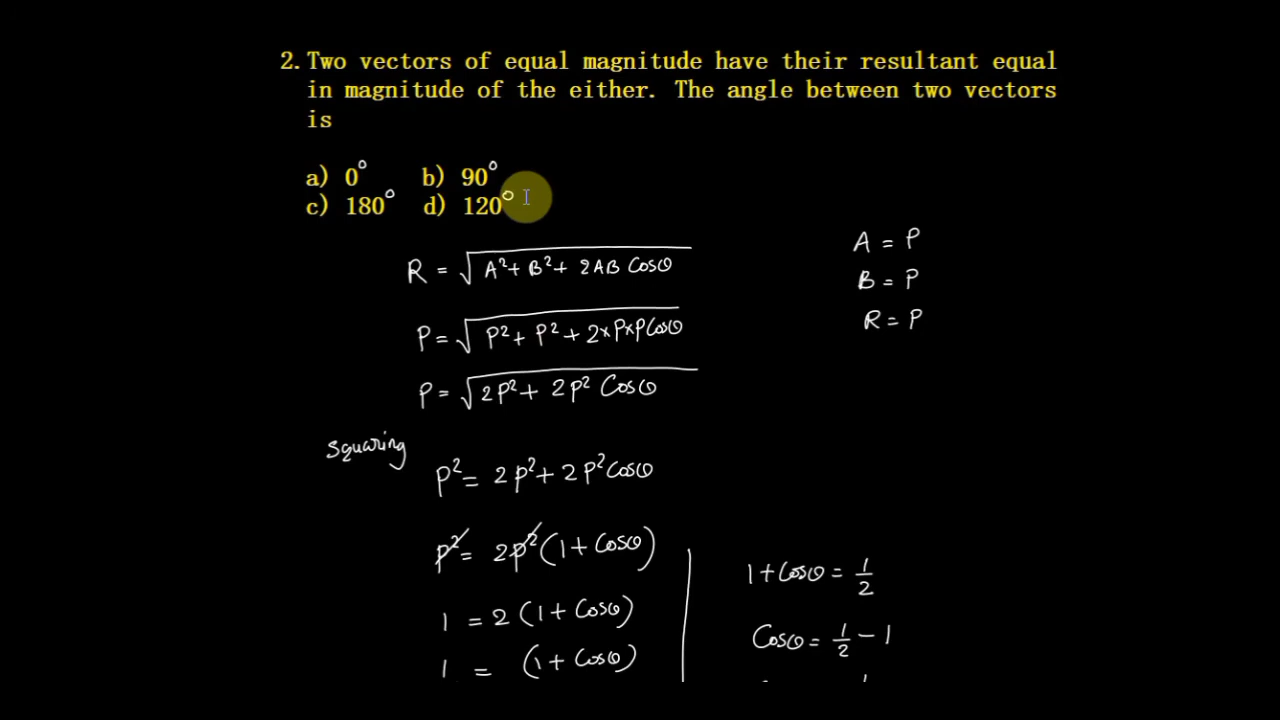 2. Two vectors of equal magnitude have their resultant equal
in magnitude of the either. The angle between two vectors
is
a) 0° b) 90°
c) 180° d) 120°
R = √A²+ B²+ 2AB Cosθ
A = P
B = P
R = P
P = √P²+ P²+ 2×P×P Cosθ
P = √2P²+ 2P² Cosθ
Squaring
P² = 2P²+ 2P² Cosθ
P² = 2P² (1+ Cosθ)
1 = 2 (1+ Cosθ)
1 = (1+ Cosθ)
1+Cosθ = 1/2
Cosθ = 1/2 - 1